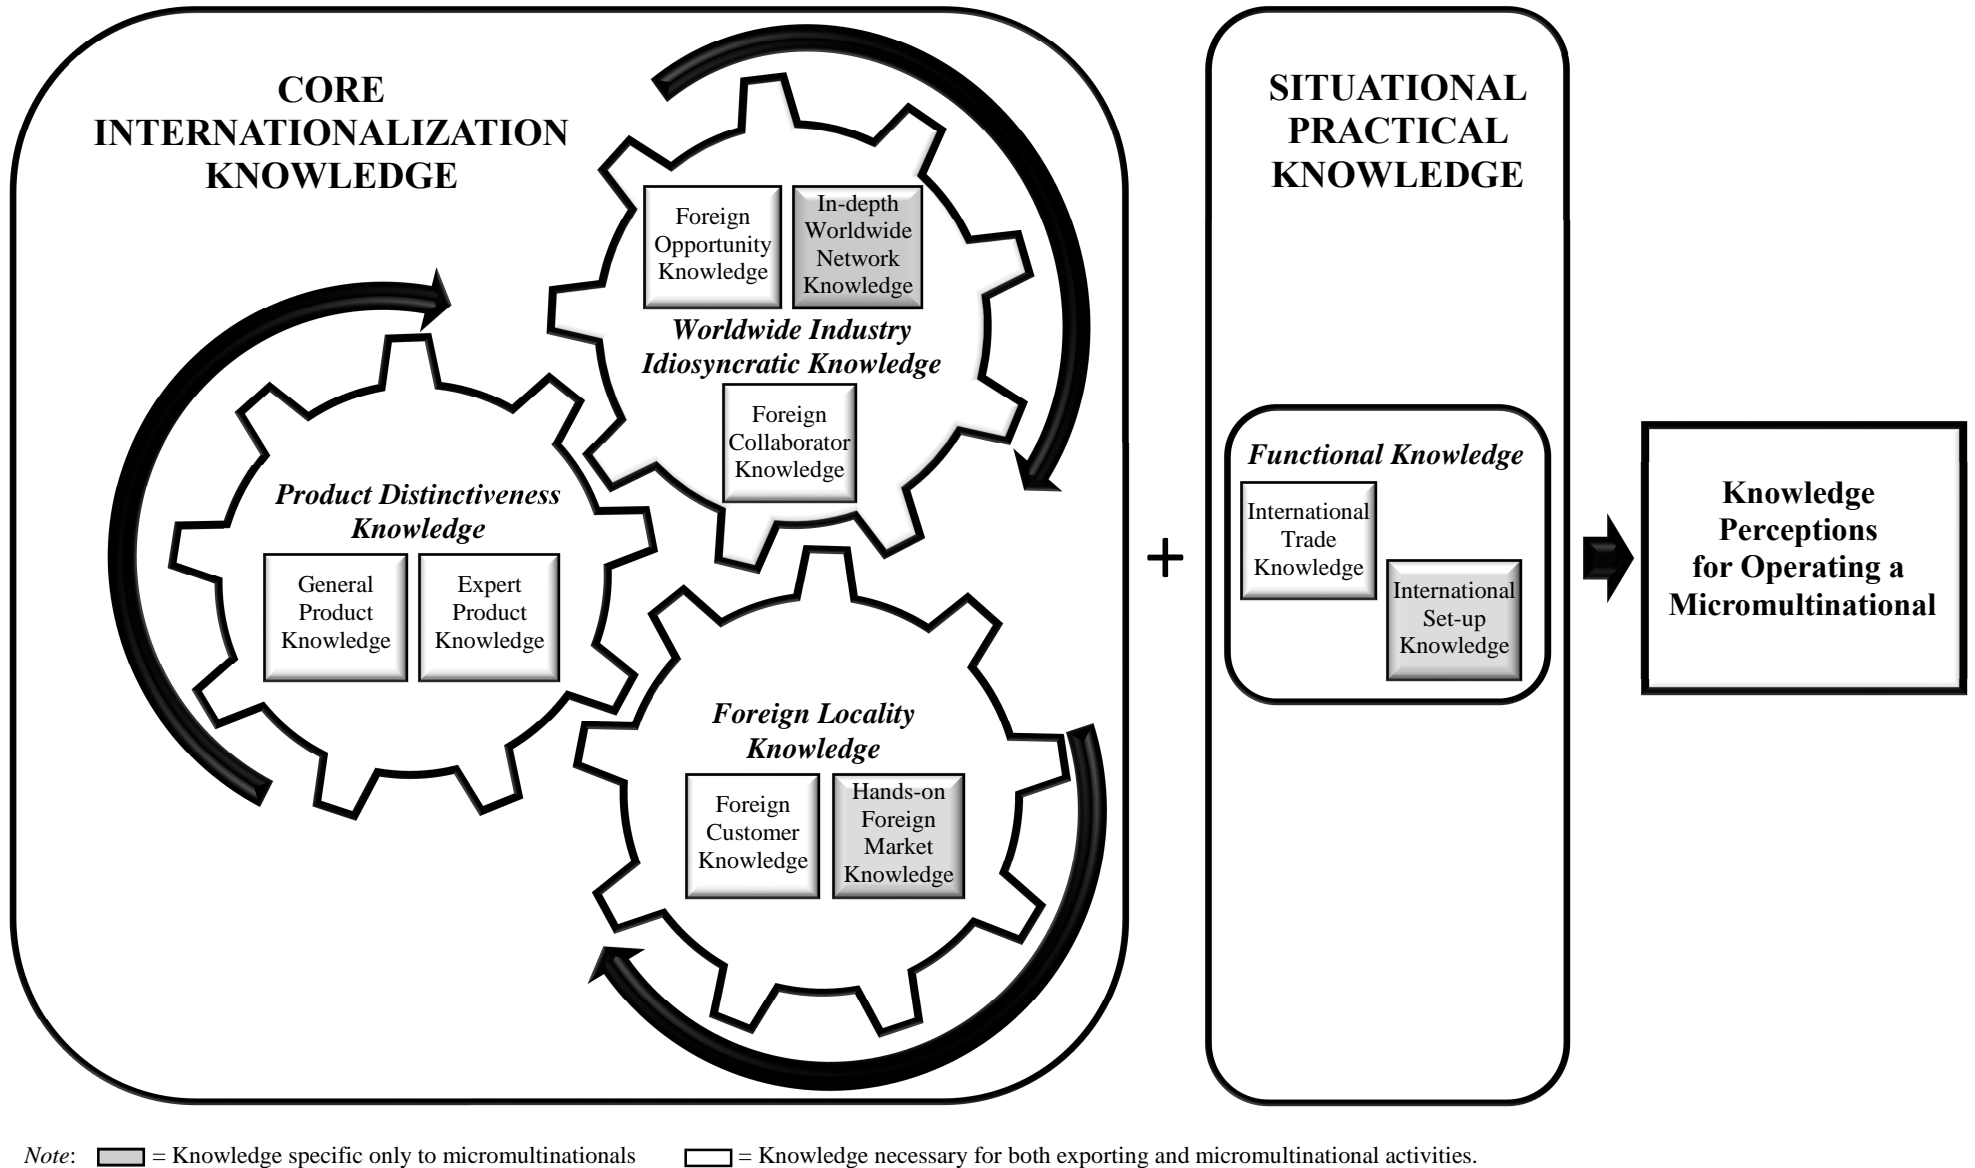 CORE
INTERNATIONALIZATION
KNOWLEDGE
Foreign
Opportunity
Knowledge
In-depth
Worldwide
Network
Knowledge
Worldwide Industry
Idiosyncratic Knowledge
Foreign
Collaborator
Knowledge
Product Distinctiveness
Knowledge
General
Product
Knowledge
Expert
Product
Knowledge
Foreign Locality
Knowledge
Foreign
Customer
Knowledge
Hands-on
Foreign
Market
Knowledge
+
SITUATIONAL
PRACTICAL
KNOWLEDGE
Functional Knowledge
International
Trade
Knowledge
International
Set-up
Knowledge
Knowledge
Perceptions
for Operating a
Micromultinational
Note: = Knowledge specific only to micromultinationals = Knowledge necessary for both exporting and micromultinational activities.